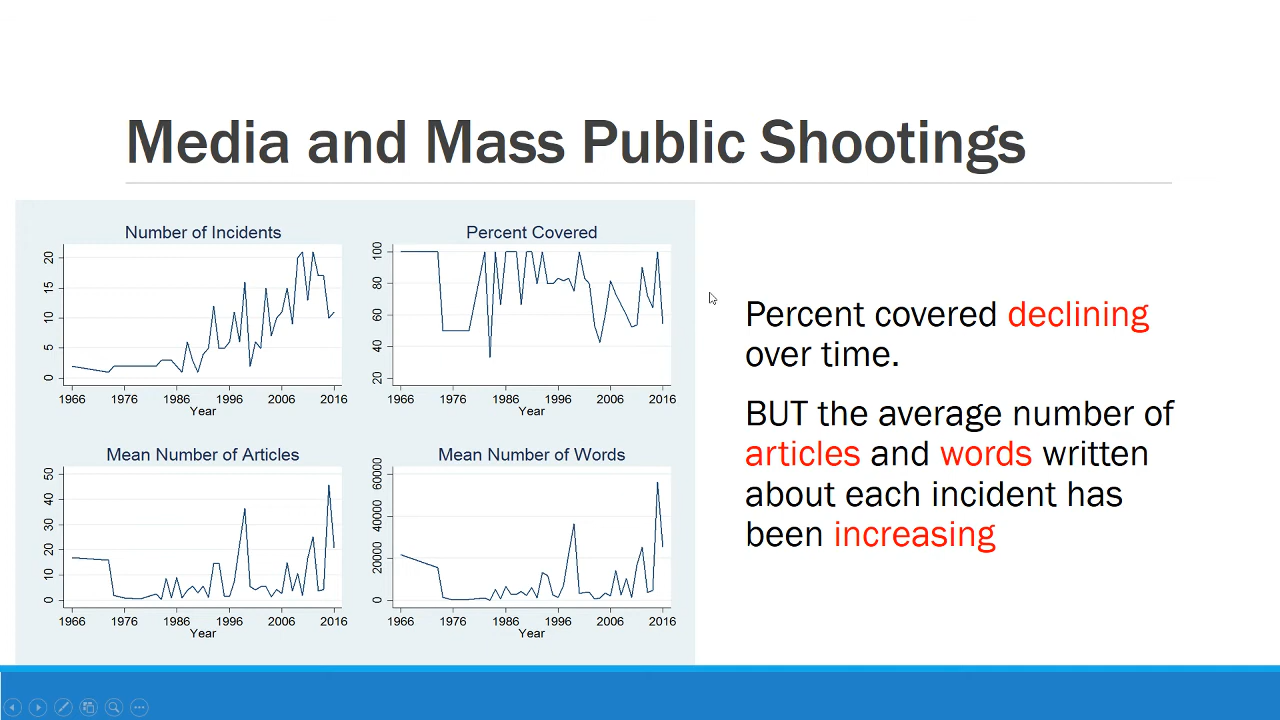 Media and Mass Public Shootings
Number of Incidents
20
15
10
5
0
1966 1976 1986 1996 2006 2016
Year
Percent Covered
100
80
60
40
20
1966 1976 1986 1996 2006 2016
Year
Mean Number of Articles
50
40
30
20
10
0
1966 1976 1986 1996 2006 2016
Year
Mean Number of Words
60000
40000
20000
0
1966 1976 1986 1996 2006 2016
Year
Percent covered declining
over time.
BUT the average number of
articles and words written
about each incident has
been increasing